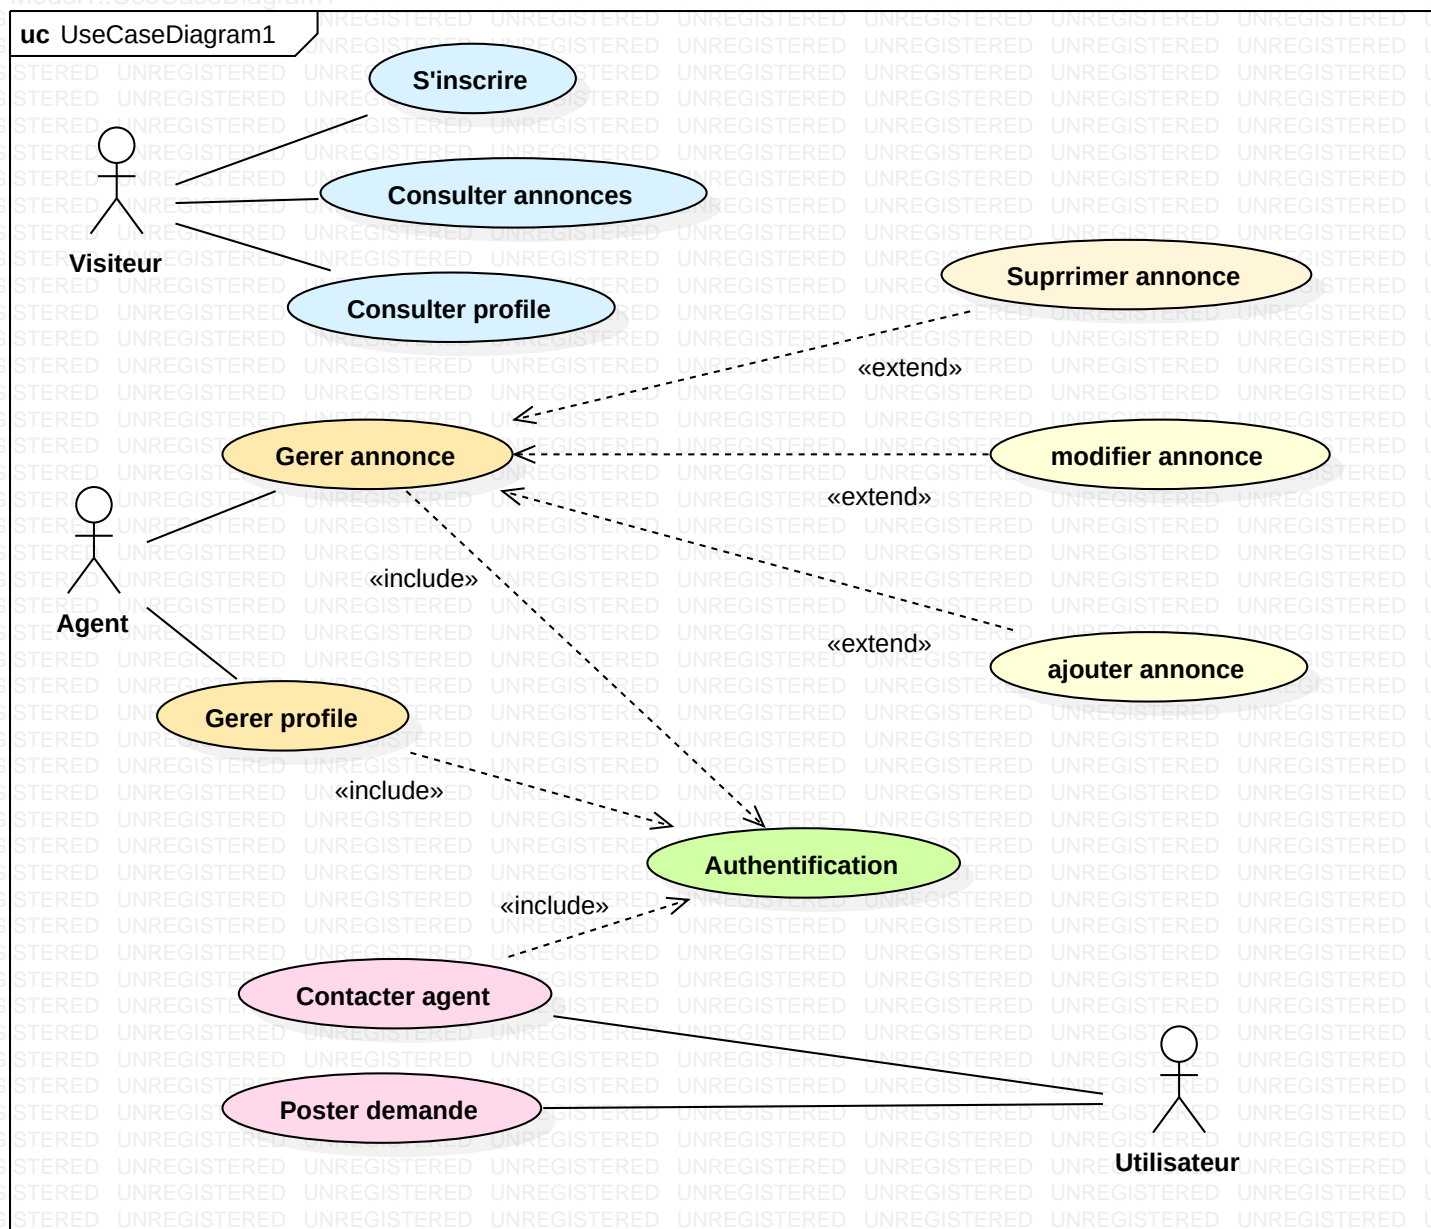 uc UseCaseDiagram1
S'inscrire
Consulter annonces
Visiteur
Consulter profile
Suprrimer annonce
«extend»
Gerer annonce
modifier annonce
«extend»
«include»
Agent
«extend»
ajouter annonce
Gerer profile
«include»
Authentification
«include»
Contacter agent
Poster demande
Utilisateur
UNREGISTERED